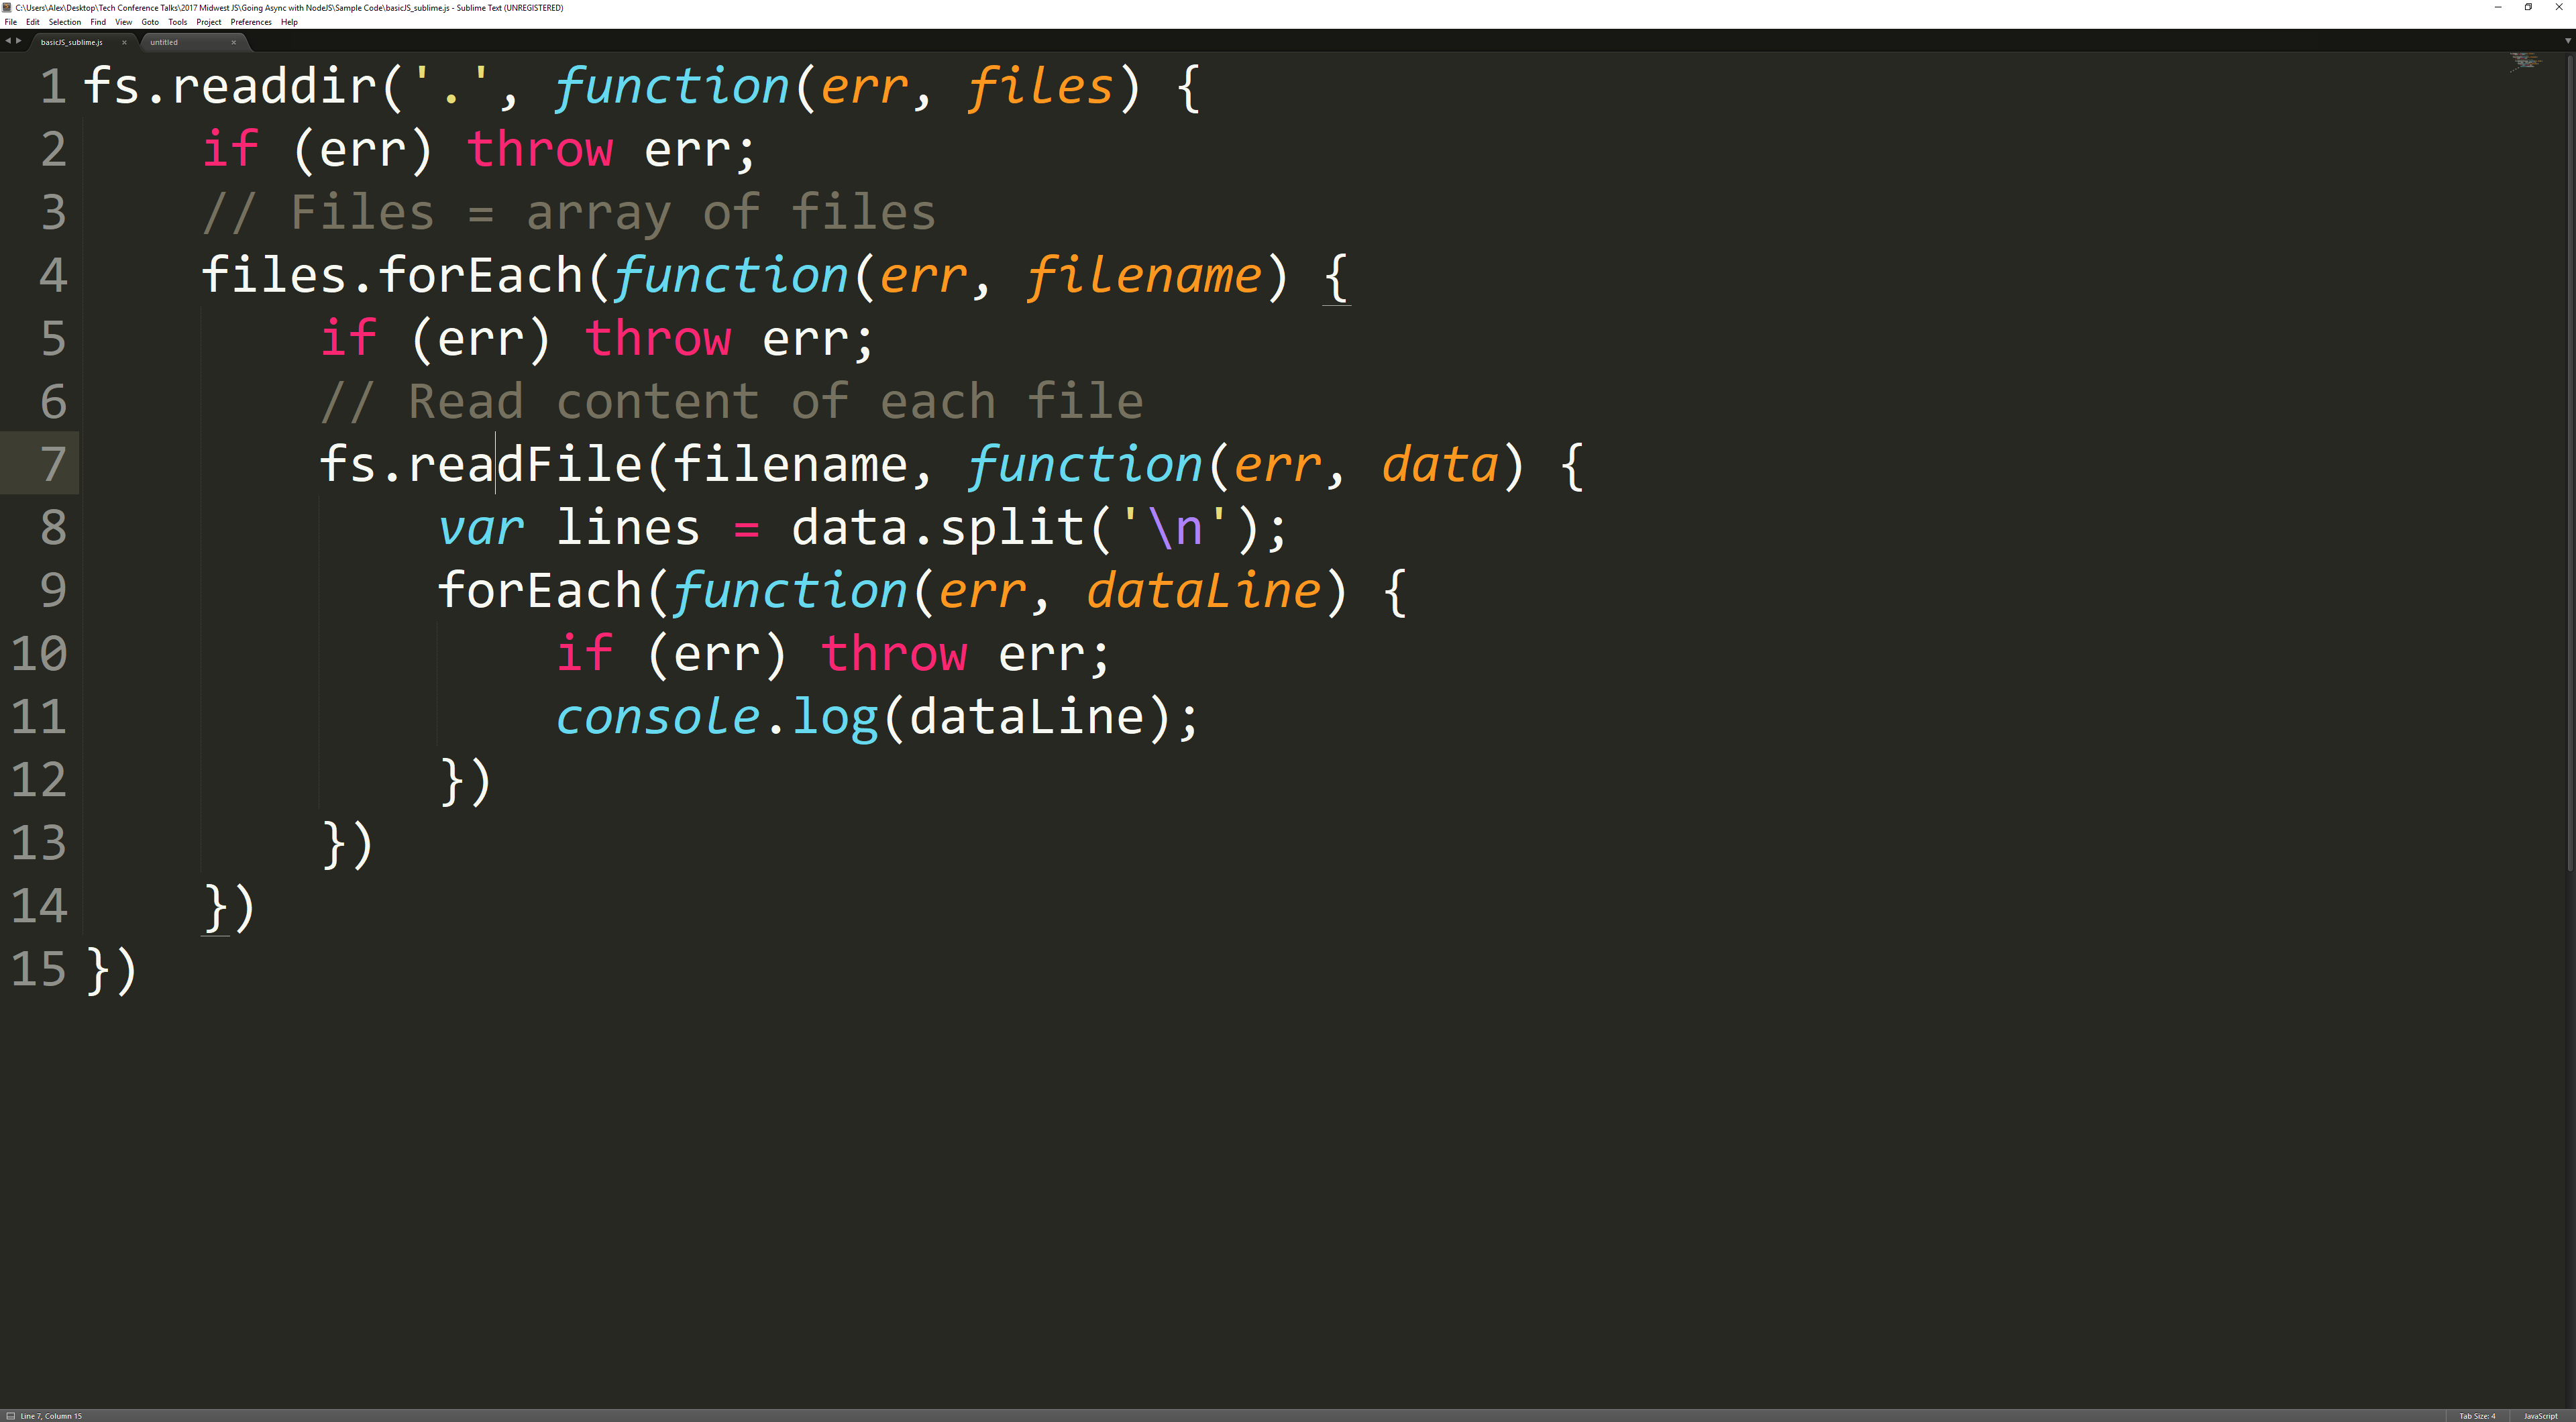 C:\Users\Alex\Desktop\Tech Conference Talks\2017 Midwest JS\Going Async with NodeJS\Sample Code\basicJS_sublime.js - Sublime Text (UNREGISTERED)
File Edit Selection Find View Goto Tools Project Preferences Help
basicJS_sublime.js × untitled ×
1 fs.readdir('.', function(err, files) {
2     if (err) throw err;
3     // Files = array of files
4     files.forEach(function(err, filename) {
5         if (err) throw err;
6         // Read content of each file
7         fs.readFile(filename, function(err, data) {
8             var lines = data.split('\n');
9             forEach(function(err, dataLine) {
10                 if (err) throw err;
11                 console.log(dataLine);
12             })
13         })
14     })
15 })
Line 7, Column 15 Tab Size: 4 JavaScript